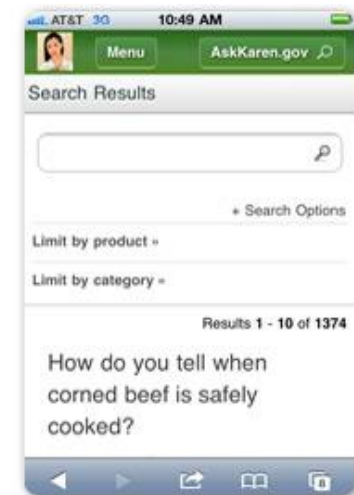 AT&T 3G 10:49 AM
Menu AskKaren.gov
Search Results
+ Search Options
Limit by product »
Limit by category »
Results 1 - 10 of 1374
How do you tell when
corned beef is safely
cooked?
8